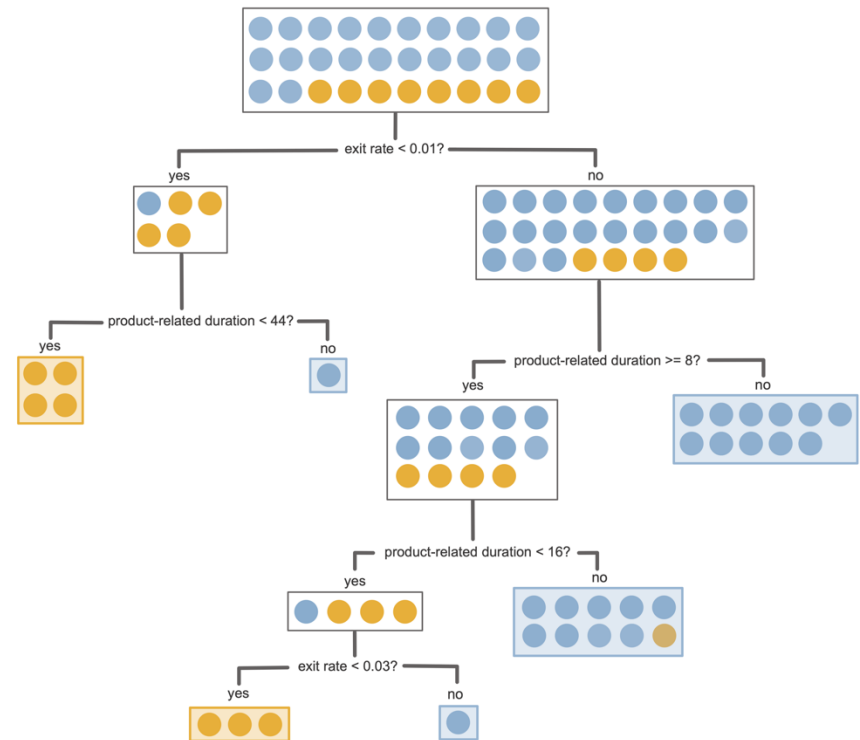 exit rate < 0.01?
yes
no
product-related duration < 44?
yes
no
product-related duration >= 8?
yes
no
product-related duration < 16?
yes
no
exit rate < 0.03?
yes
no